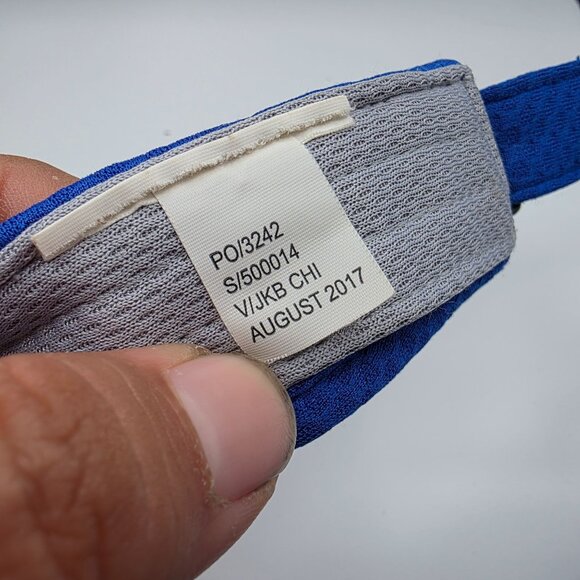 PO/3242
S/500014
V/JKB CHI
AUGUST 2017